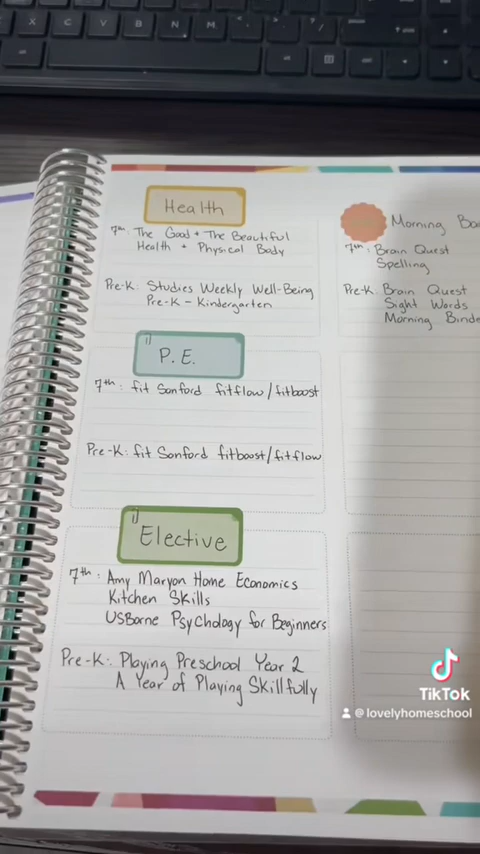 Health
7th: The Good + The Beautiful
Health + Physical Body
Pre-K: Studies Weekly Well-Being
Pre-K - Kindergarten
P.E.
7th: fit Sanford fitflow/fitboost
Pre-K: fit Sanford fitboost/fitflow
Elective
7th: Amy Maryon Home Economics
Kitchen Skills
USBorne Psychology for Beginners
Pre-K: Playing Preschool Year 2
A Year of Playing Skillfully
Morning
7th: Brain Quest
Spelling
Pre-K: Brain Quest
Sight Words
Morning
TikTok
@lovelyhomeschool
Z X C V B N M